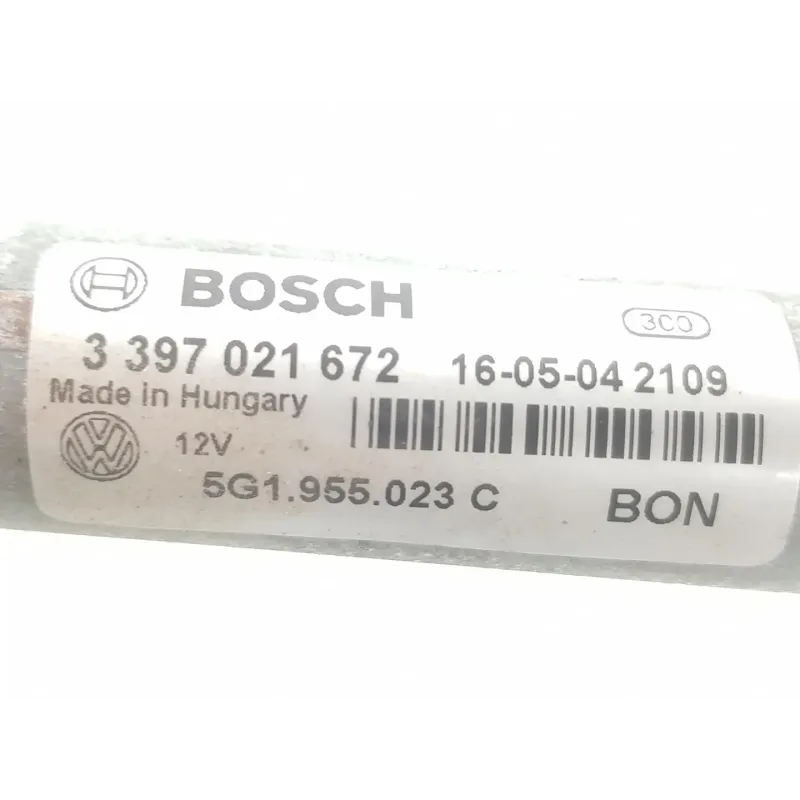 BOSCH
3C0
3 397 021 672 16-05-04 2109
Made in Hungary
12V
5G1.955.023 C BON